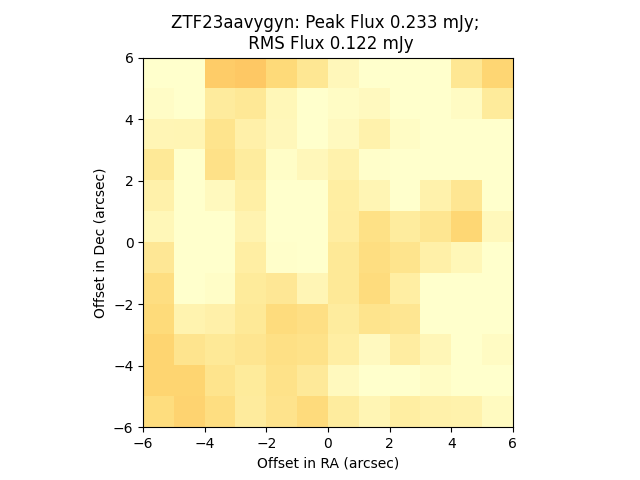 ZTF23aavygyn: Peak Flux 0.233 mJy;
RMS Flux 0.122 mJy
6
4
2
0
−2
−4
−6
Offset in Dec (arcsec)
−6 −4 −2 0 2 4 6
Offset in RA (arcsec)